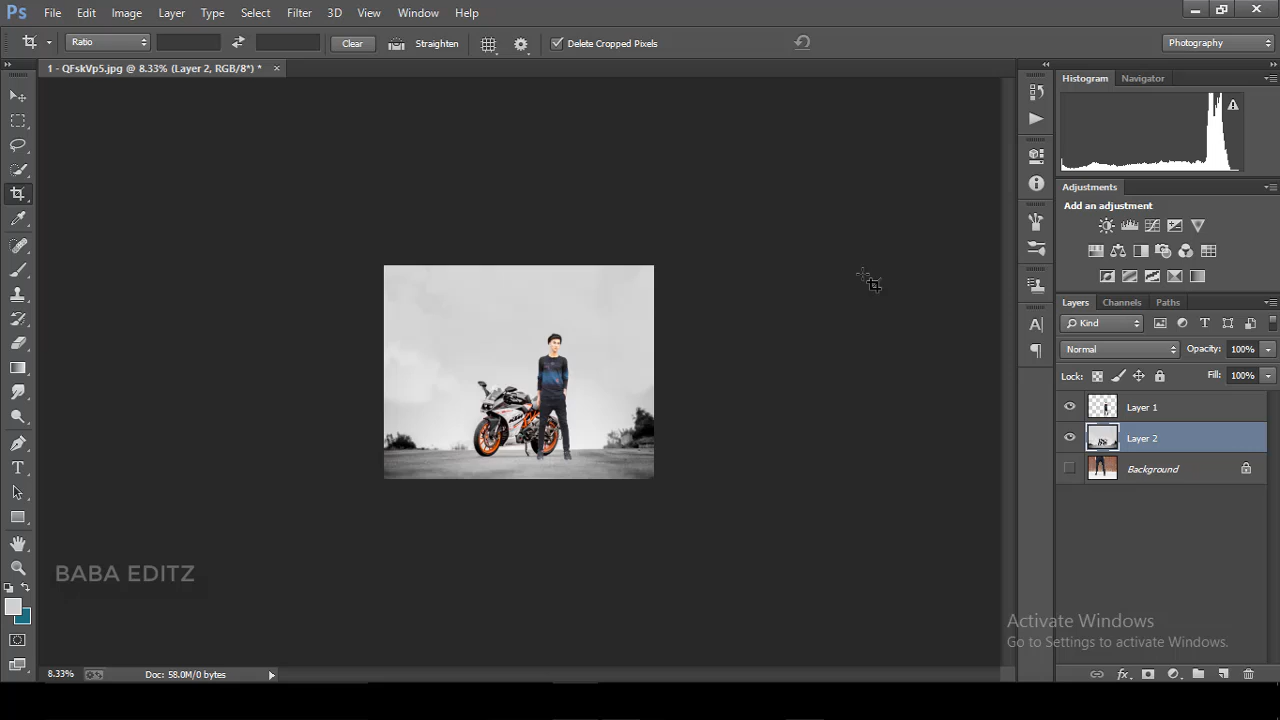 Ps File Edit Image Layer Type Select Filter 3D View Window Help
Ratio Clear Straighten Delete Cropped Pixels Photography
1 - QFskVp5.jpg @ 8.33% (Layer 2, RGB/8*) *
Histogram Navigator
Adjustments
Add an adjustment
Layers Channels Paths
Kind
Normal Opacity: 100%
Lock: Fill: 100%
Layer 1
Layer 2
Background
BABA EDITZ
Activate Windows
Go to Settings to activate Windows.
8.33% Doc: 58.0M/0 bytes